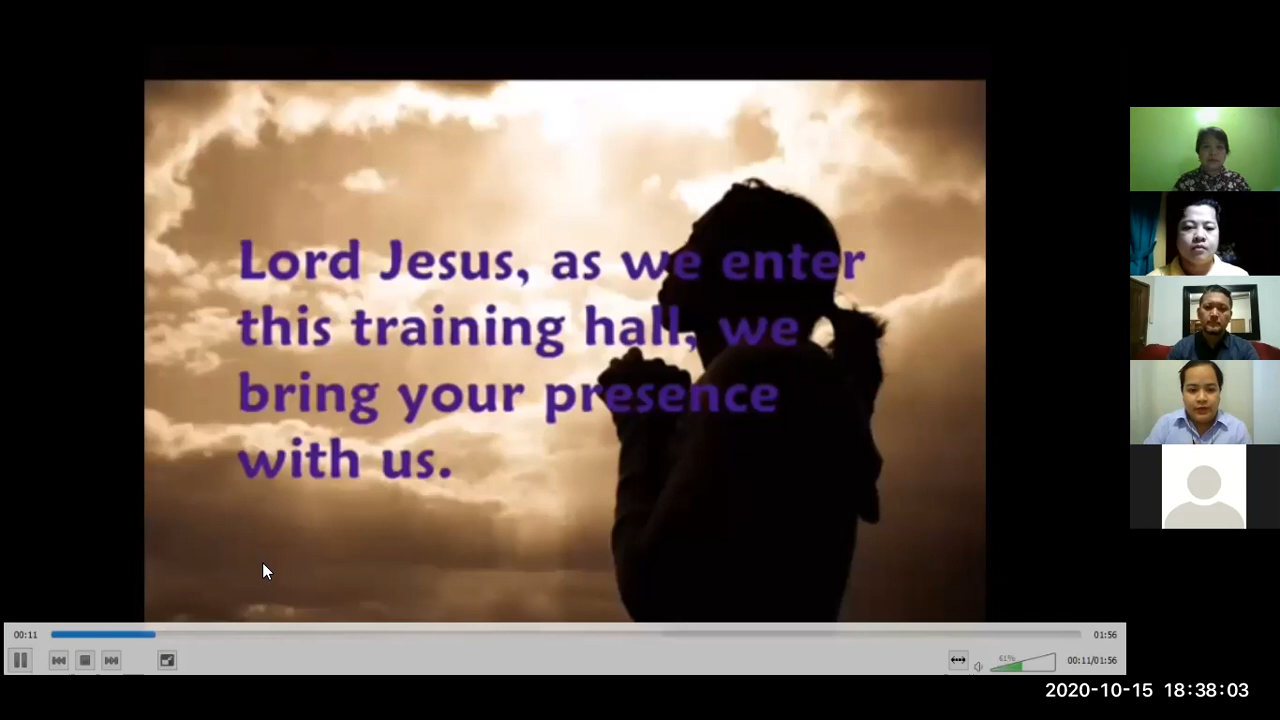 Lord Jesus, as we enter
this training hall, we
bring your presence
with us.
00:11
01:56
61%
00:11/01:56
2020-10-15 18:38:03